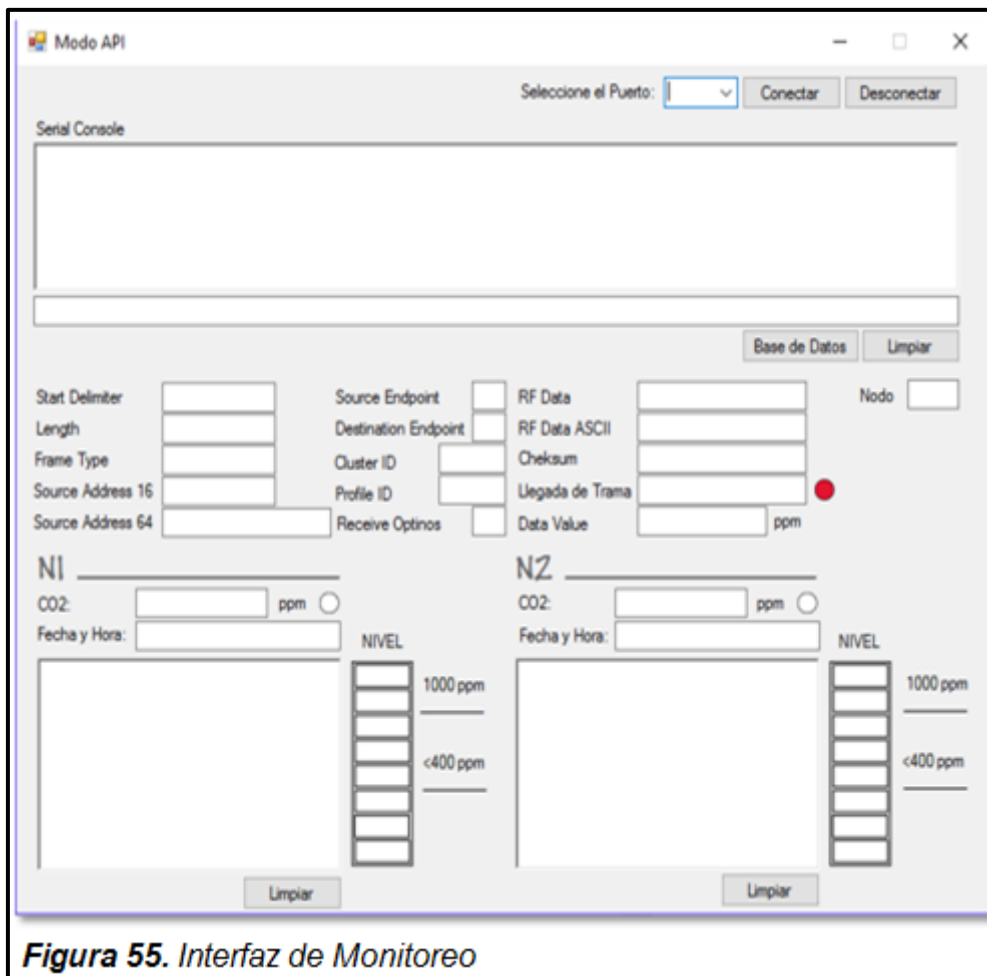 Modo API
Seleccione el Puerto: Conectar Desconectar
Serial Console
Base de Datos Limpiar
Start Delimiter Source Endpoint RF Data Nodo
Length Destination Endpoint RF Data ASCII
Frame Type Cluster ID Cheksum
Source Address 16 Profile ID Llegada de Trama
Source Address 64 Receive Optinos Data Value ppm
N1 N2
CO2: ppm CO2: ppm
Fecha y Hora: NIVEL Fecha y Hora: NIVEL
1000 ppm 1000 ppm
<400 ppm <400 ppm
Limpiar Limpiar
Figura 55. Interfaz de Monitoreo